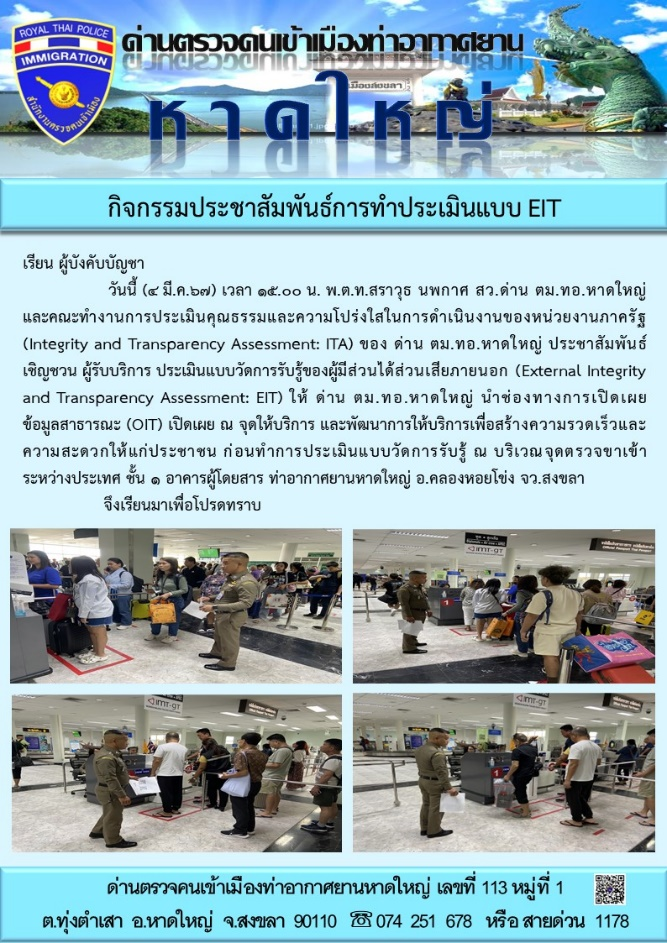 ROYAL THAI POLICE
IMMIGRATION
สำนักงานตรวจคนเข้าเมือง
ด่านตรวจคนเข้าเมืองท่าอากาศยาน
หาดใหญ่
กิจกรรมประชาสัมพันธ์การทำประเมินแบบ EIT
เรียน ผู้บังคับบัญชา
วันนี้ (๔ มี.ค.๖๗) เวลา ๑๕.๐๐ น. พ.ต.ท.สราวุธ นพกาศ สว.ด่าน ตม.ทอ.หาดใหญ่
และคณะทำงานการประเมินคุณธรรมและความโปร่งใสในการดำเนินงานของหน่วยงานภาครัฐ
(Integrity and Transparency Assessment: ITA) ของ ด่าน ตม.ทอ.หาดใหญ่ ประชาสัมพันธ์
เชิญชวน ผู้รับบริการ ประเมินแบบวัดการรับรู้ของผู้มีส่วนได้ส่วนเสียภายนอก (External Integrity
and Transparency Assessment: EIT) ให้ ด่าน ตม.ทอ.หาดใหญ่ นำช่องทางการเปิดเผย
ข้อมูลสาธารณะ (OIT) เปิดเผย ณ จุดให้บริการ และพัฒนาการให้บริการเพื่อสร้างความรวดเร็วและ
ความสะดวกให้แก่ประชาชน ก่อนทำการประเมินแบบวัดการรับรู้ ณ บริเวณจุดตรวจขาเข้า
ระหว่างประเทศ ชั้น ๑ อาคารผู้โดยสาร ท่าอากาศยานหาดใหญ่ อ.คลองหอยโข่ง จว.สงขลา
จึงเรียนมาเพื่อโปรดทราบ
IMT-GT
IMT-GT
IMT-GT
ด่านตรวจคนเข้าเมืองท่าอากาศยานหาดใหญ่ เลขที่ 113 หมู่ที่ 1
ต.ทุ่งตำเสา อ.หาดใหญ่ จ.สงขลา 90110 ☏ 074 251 678 หรือ สายด่วน 1178